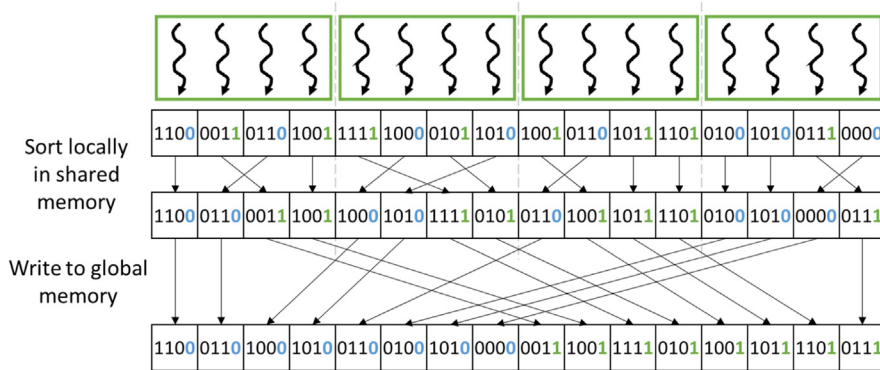 1100 0011 0110 1001 1111 1000 0101 1010 1001 0110 1011 1101 0100 1010 0111 0000
Sort locally
in shared
memory
1100 0110 0011 1001 1000 1010 1111 0101 0110 1001 1011 1101 0100 1010 0000 0111
Write to global
memory
1100 0110 1000 1010 0110 0100 1010 0000 0011 1001 1111 0101 1001 1011 1101 0111